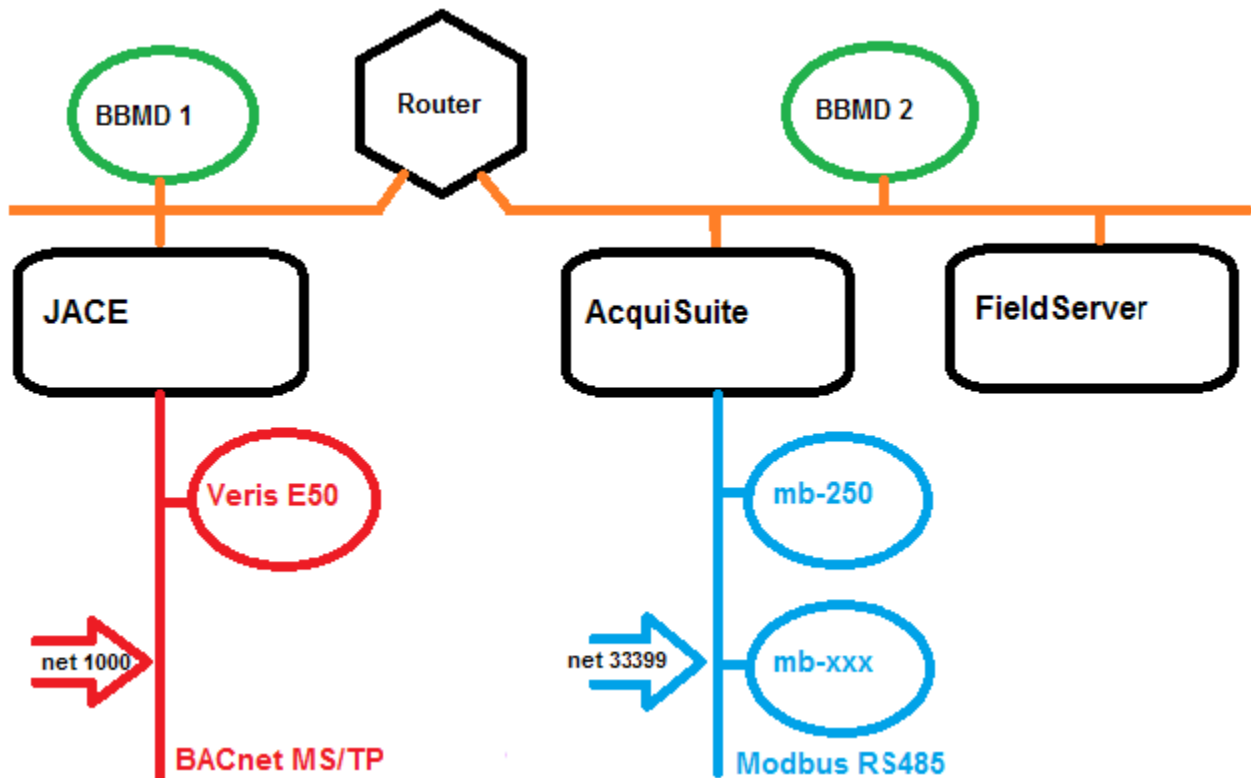 BBMD 1
Router
BBMD 2
JACE
AcquiSuite
FieldServer
Veris E50
mb-250
net 1000
net 33399
mb-xxx
BACnet MS/TP
Modbus RS485